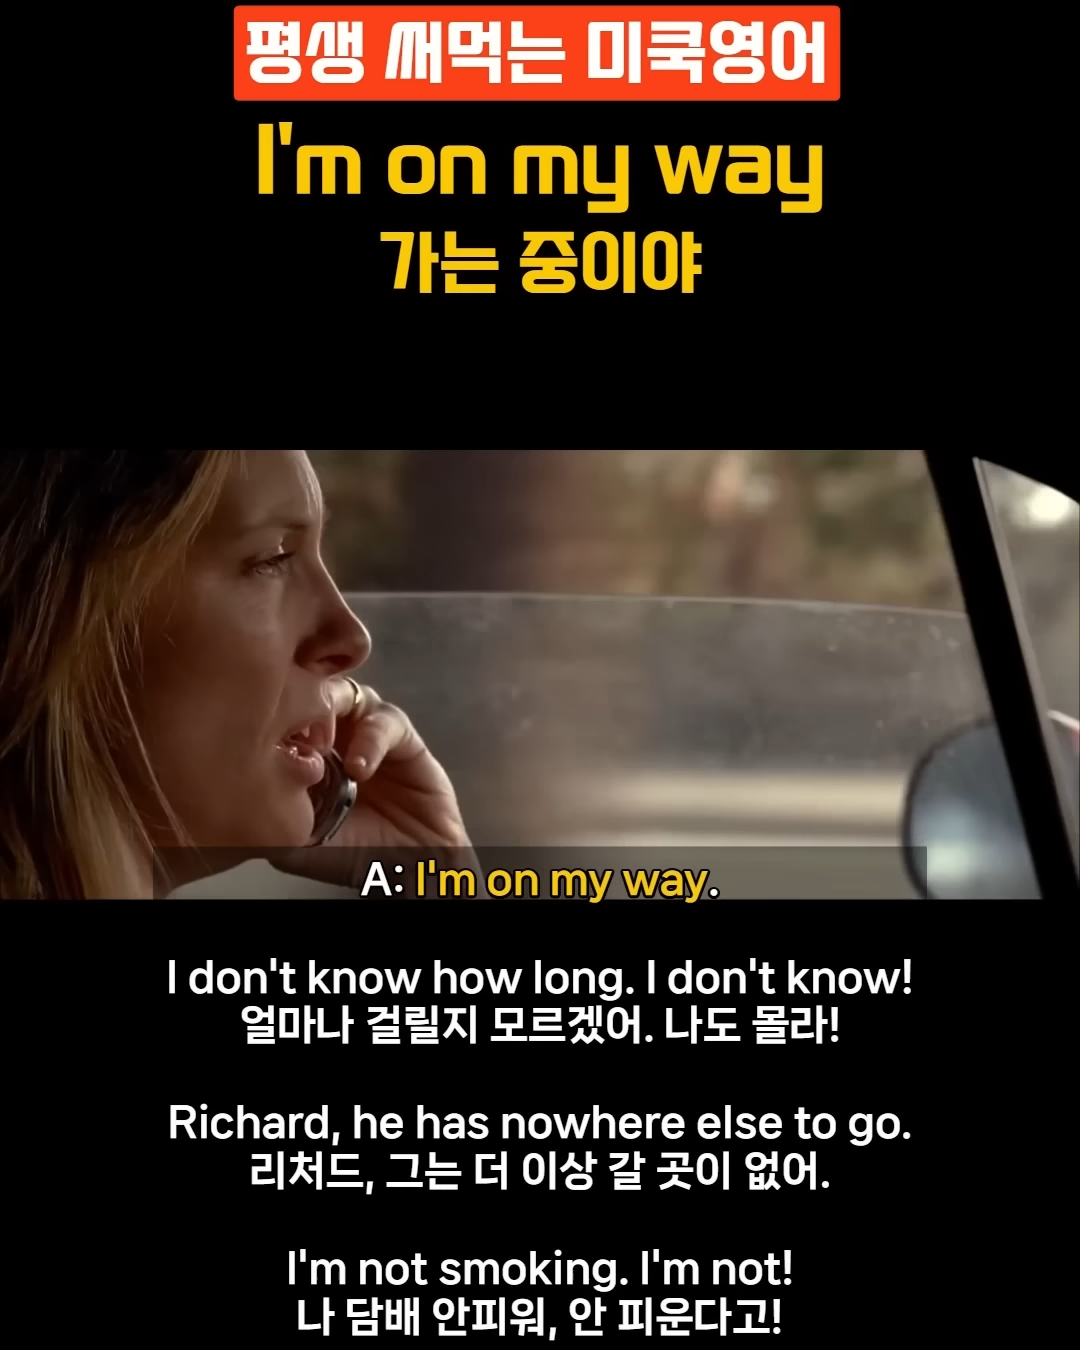 평생 써먹는 미쿡영어
I'm on my way
가는 중이야
A: I'm on my way.
I don't know how long. I don't know!
얼마나 걸릴지 모르겠어. 나도 몰라!
Richard, he has nowhere else to go.
리처드, 그는 더 이상 갈 곳이 없어.
I'm not smoking. I'm not!
나 담배 안피워, 안 피운다고!